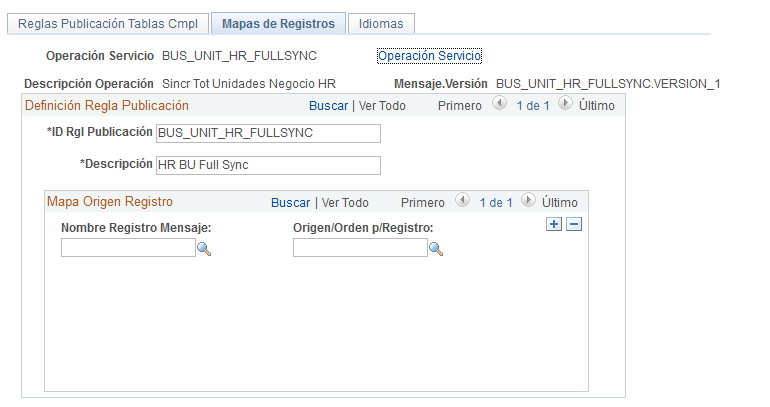 Reglas Publicación Tablas Cmpl Mapas de Registros Idiomas
Operación Servicio BUS_UNIT_HR_FULLSYNC Operación Servicio
Descripción Operación Sincr Tot Unidades Negocio HR Mensaje.Versión BUS_UNIT_HR_FULLSYNC.VERSION_1
Definición Regla Publicación Buscar | Ver Todo Primero 1 de 1 Último
*ID Rgl Publicación BUS_UNIT_HR_FULLSYNC
*Descripción HR BU Full Sync
Mapa Origen Registro Buscar | Ver Todo Primero 1 de 1 Último
Nombre Registro Mensaje: Origen/Orden p/Registro: